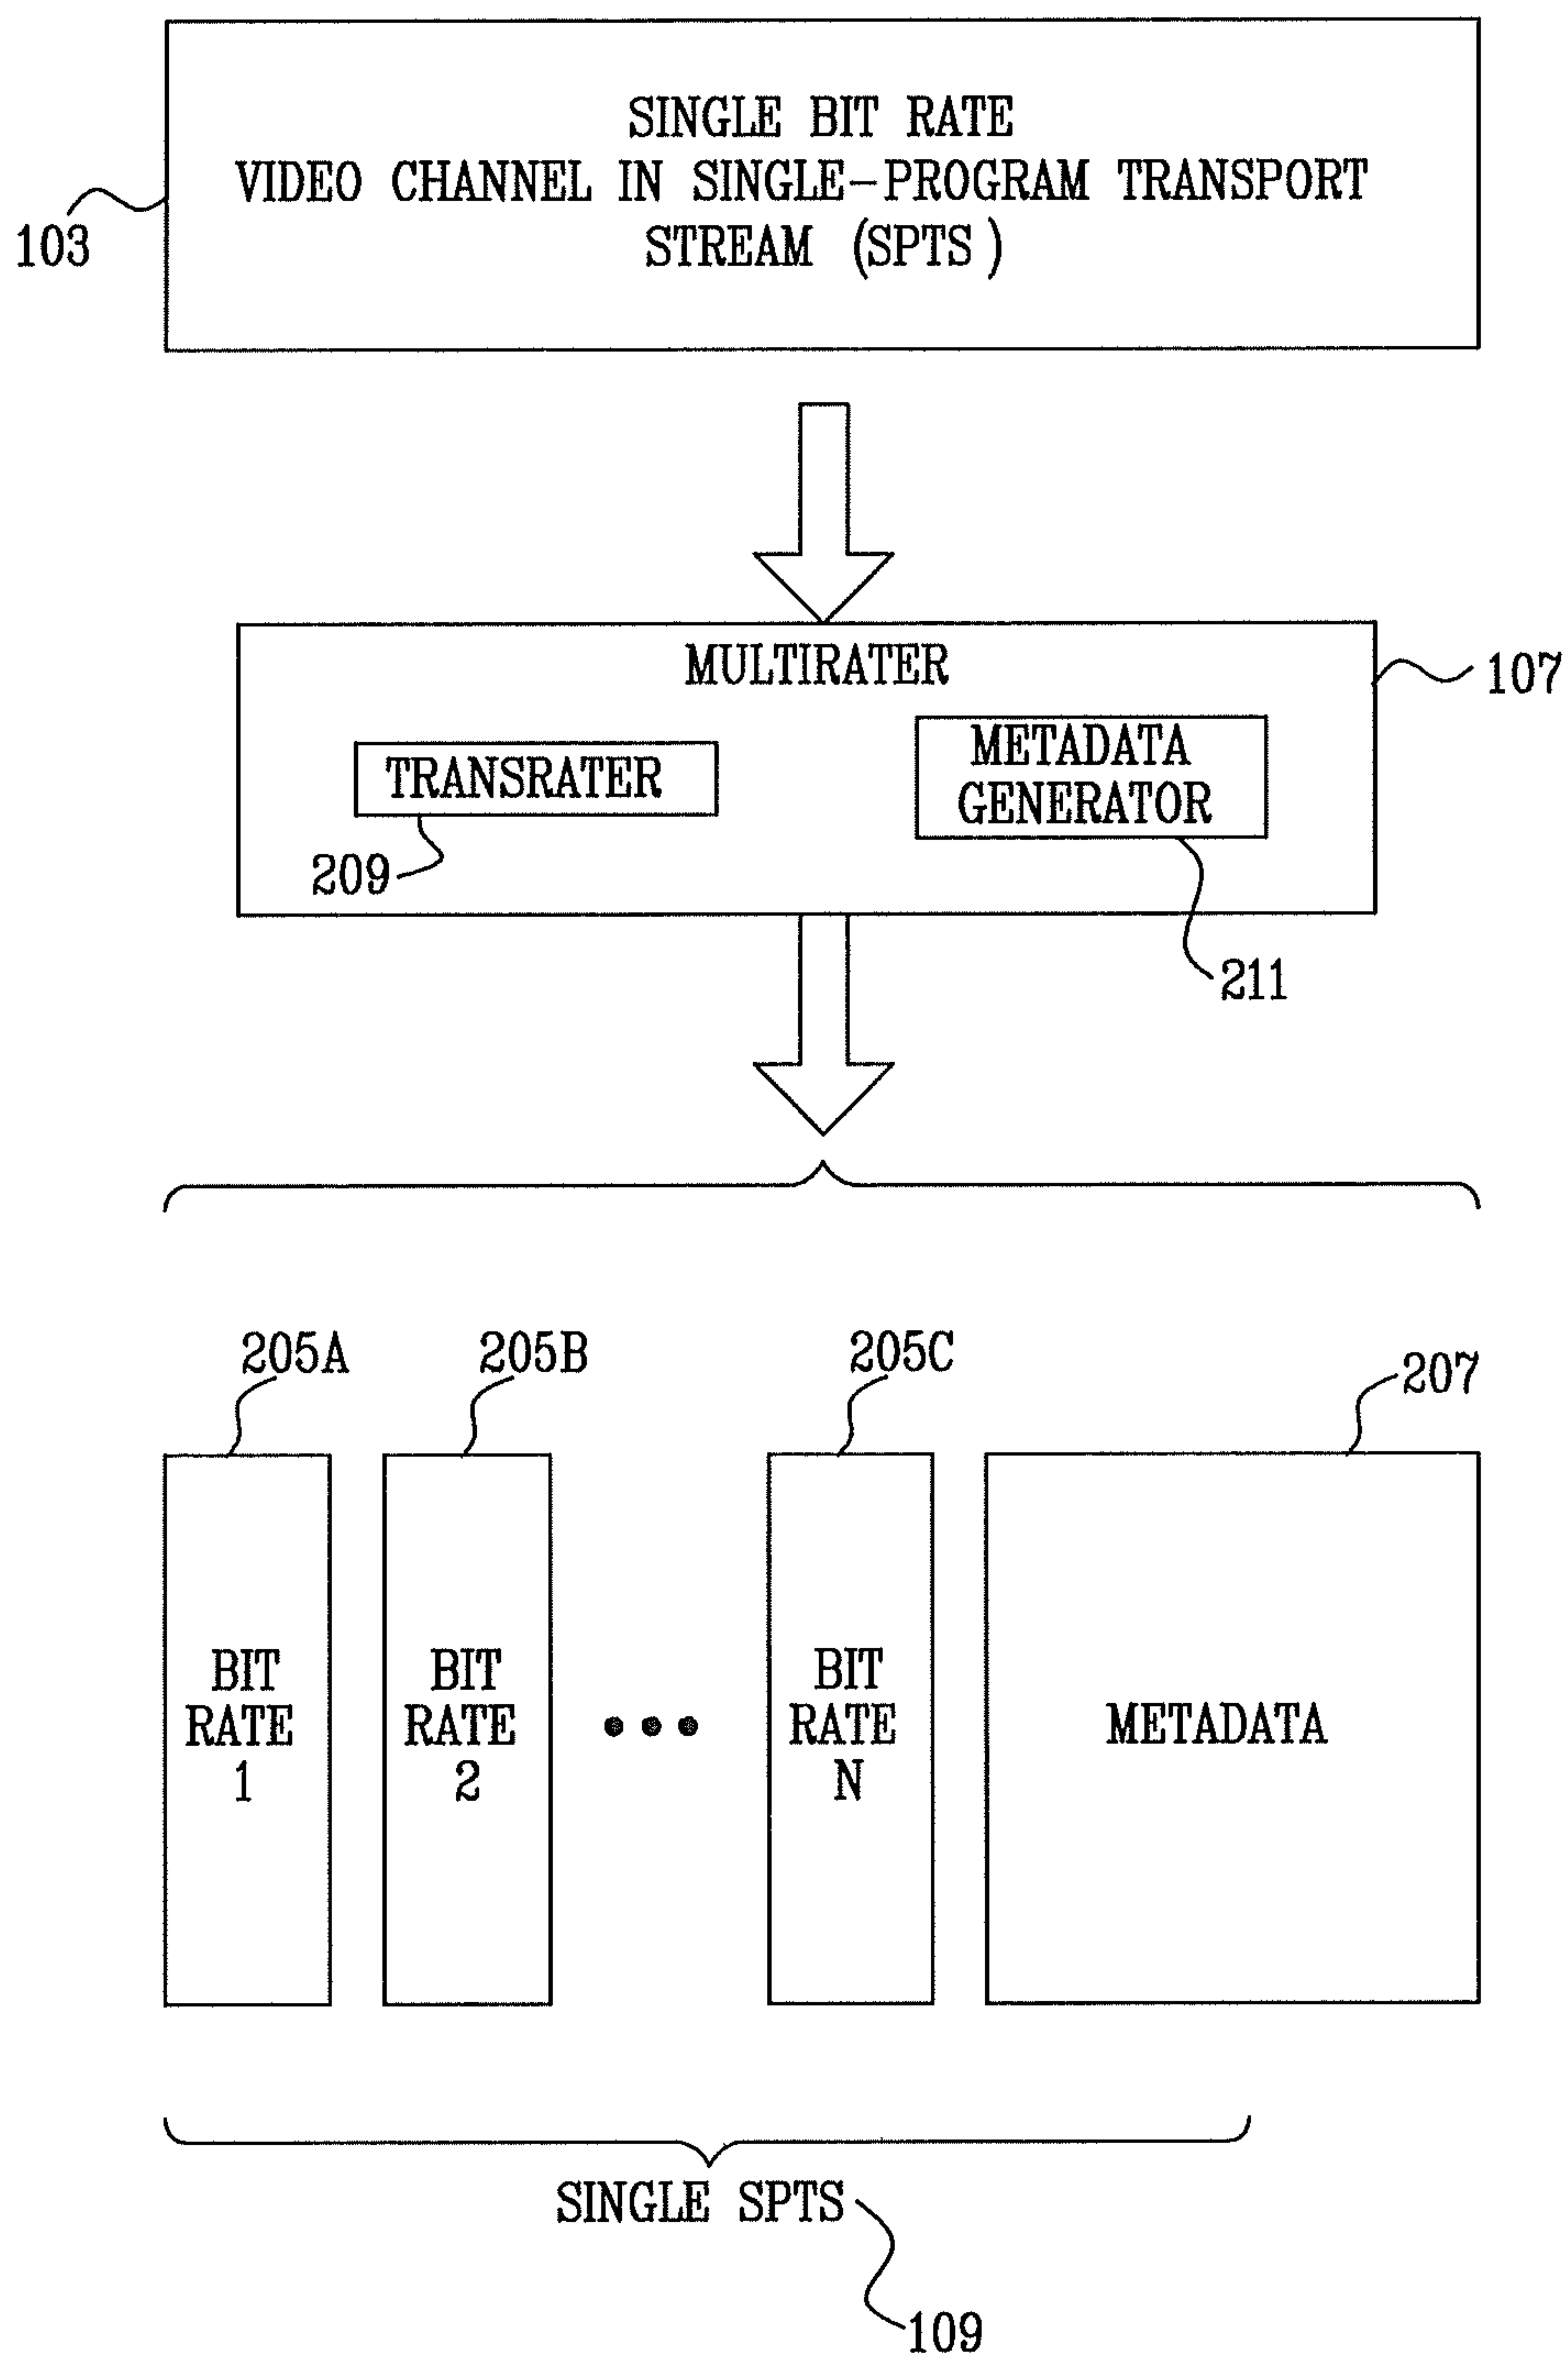 SINGLE BIT RATE
VIDEO CHANNEL IN SINGLE-PROGRAM TRANSPORT
STREAM (SPTS)
103
MULTIRATER
107
TRANSRATER
METADATA
GENERATOR
209
211
205A
205B
205C
207
BIT
RATE
1
BIT
RATE
2
BIT
RATE
N
METADATA
SINGLE SPTS
109